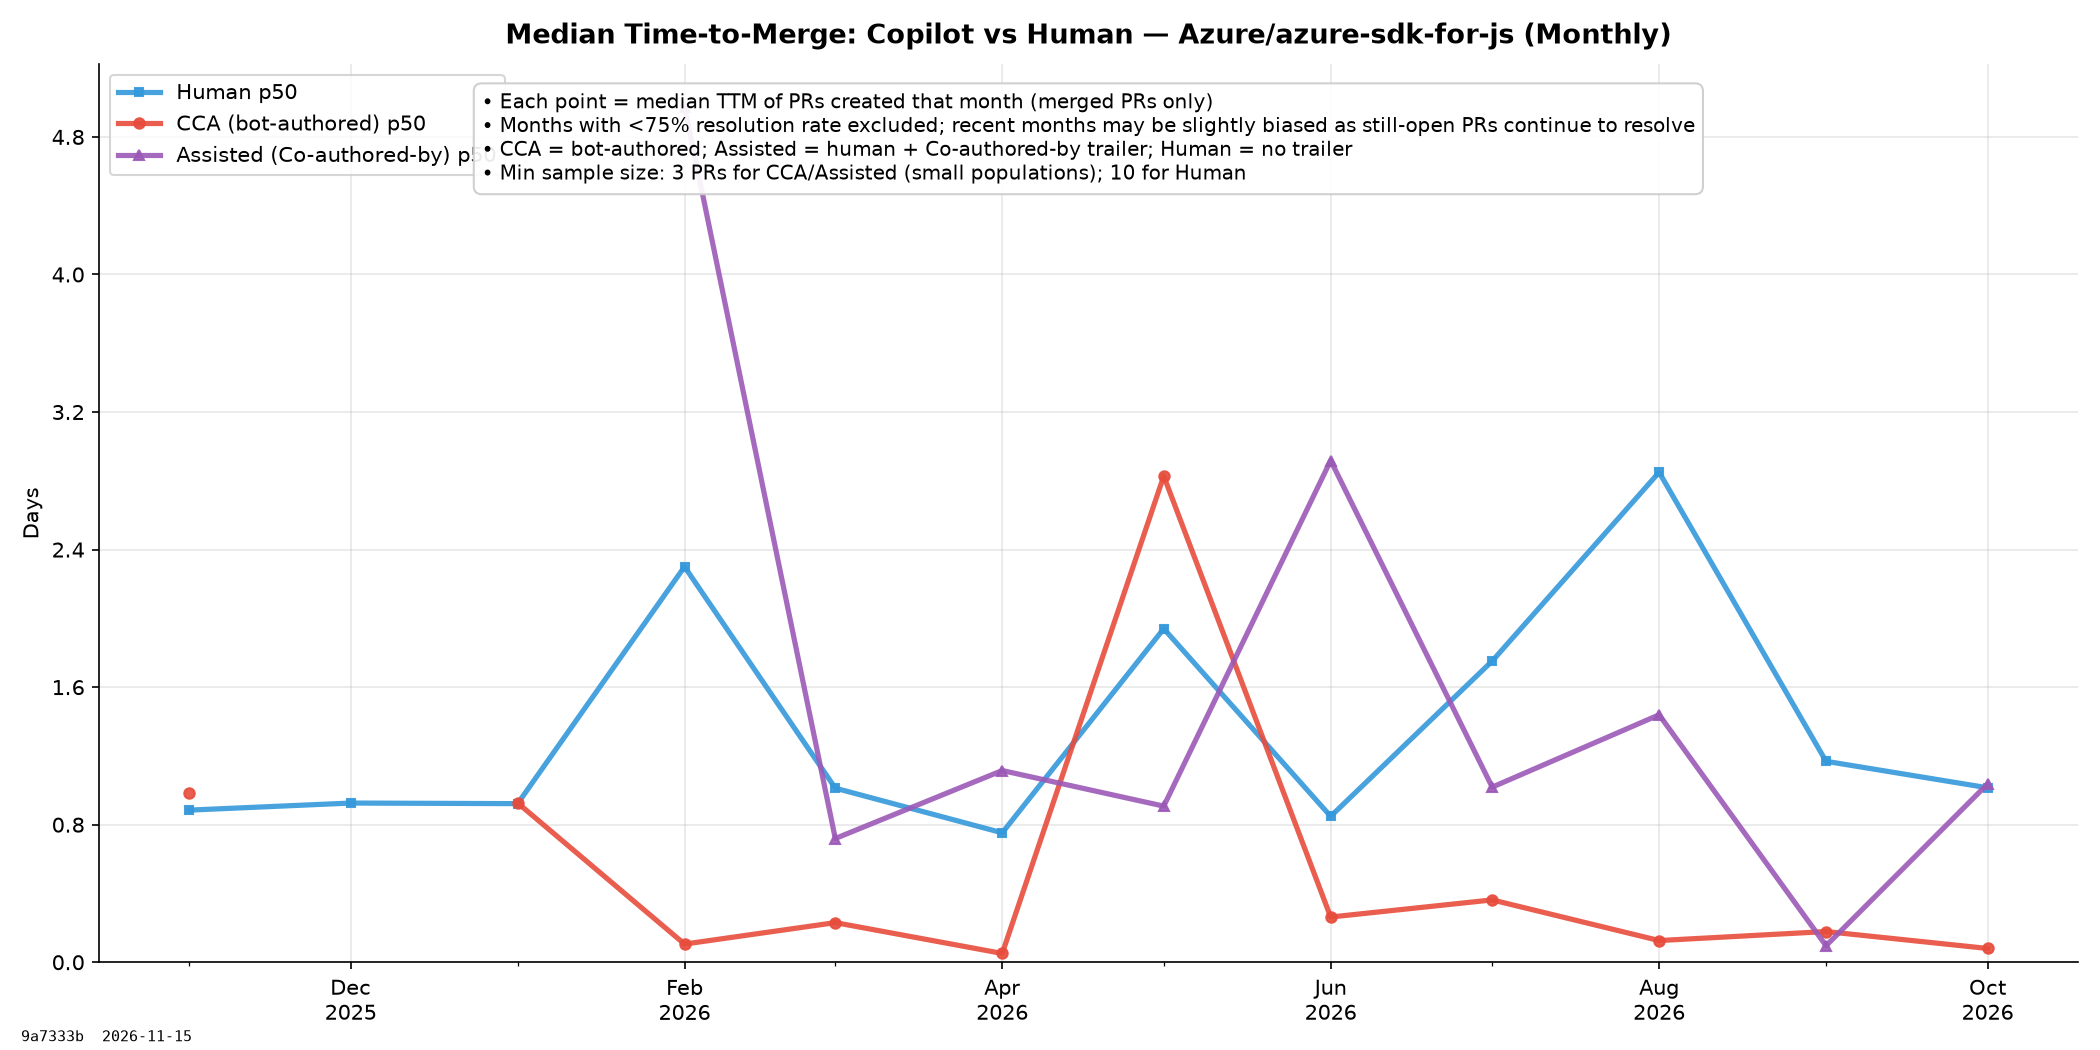 Median Time-to-Merge: Copilot vs Human — Azure/azure-sdk-for-js (Monthly)
Human p50
CCA (bot-authored) p50
Assisted (Co-authored-by) p50
• Each point = median TTM of PRs created that month (merged PRs only)
• Months with <75% resolution rate excluded; recent months may be slightly biased as still-open PRs continue to resolve
• CCA = bot-authored; Assisted = human + Co-authored-by trailer; Human = no trailer
• Min sample size: 3 PRs for CCA/Assisted (small populations); 10 for Human
Days
4.8
4.0
3.2
2.4
1.6
0.8
0.0
Dec
2025
Feb
2026
Apr
2026
Jun
2026
Aug
2026
Oct
2026
9a7333b 2026-11-15